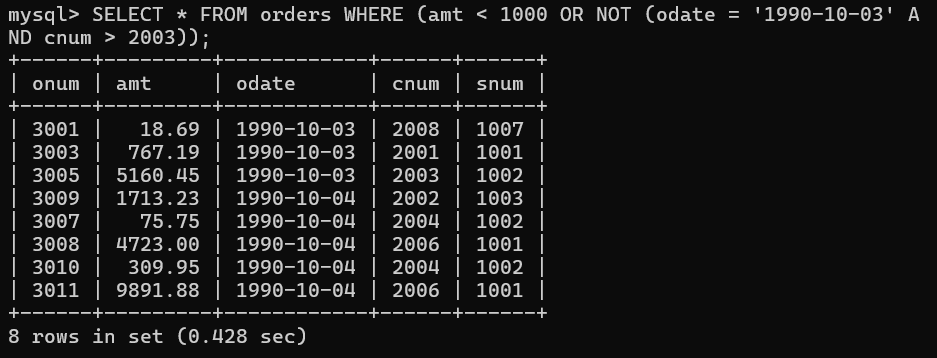 mysql> SELECT * FROM orders WHERE (amt < 1000 OR NOT (odate = '1990-10-03' A
ND cnum > 2003));
+------+---------+------------+------+------+
| onum | amt     | odate      | cnum | snum |
+------+---------+------------+------+------+
| 3001 |   18.69 | 1990-10-03 | 2008 | 1007 |
| 3003 |  767.19 | 1990-10-03 | 2001 | 1001 |
| 3005 | 5160.45 | 1990-10-03 | 2003 | 1002 |
| 3009 | 1713.23 | 1990-10-04 | 2002 | 1003 |
| 3007 |   75.75 | 1990-10-04 | 2004 | 1002 |
| 3008 | 4723.00 | 1990-10-04 | 2006 | 1001 |
| 3010 |  309.95 | 1990-10-04 | 2004 | 1002 |
| 3011 | 9891.88 | 1990-10-04 | 2006 | 1001 |
+------+---------+------------+------+------+
8 rows in set (0.428 sec)